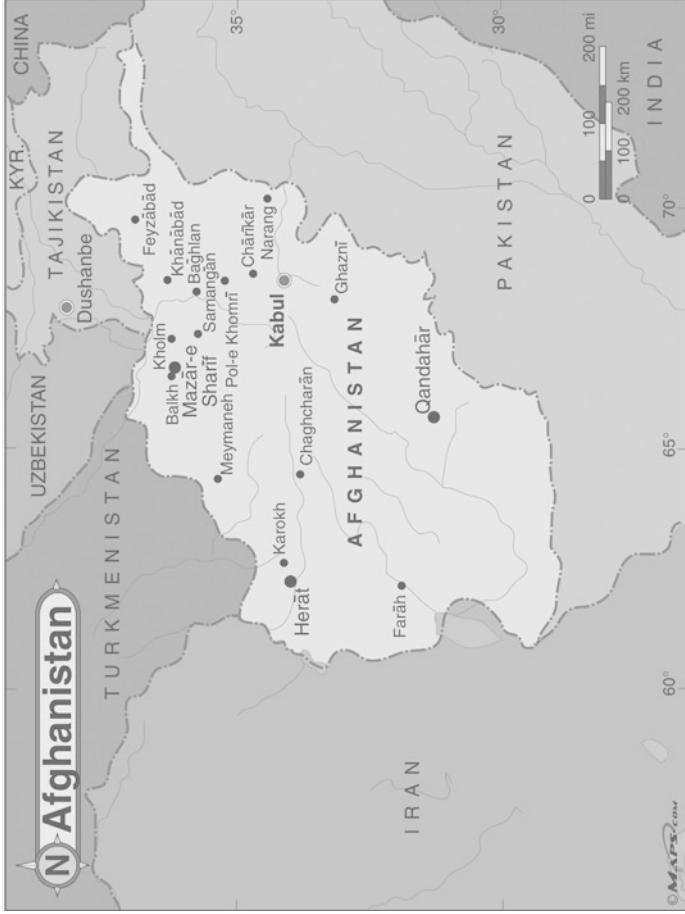 N Afghanistan
CHINA
KYR.
TAJIKISTAN
Dushanbe
UZBEKISTAN
TURKMENISTAN
35°
30°
Feyzābād
Khānābād
Baghlan
Kholm
Samangān
Balkh
Mazār-e
Sharīf
Pol-e Khomrī
Meymaneh
Chārīkār
Narang
Kabul
Ghaznī
Chaghcharān
Karokh
Herāt
AFGHANISTAN
Qandahār
Farāh
PAKISTAN
INDIA
IRAN
0 100 200 mi
0 100 200 km
60°
65°
70°
©MAPS.com